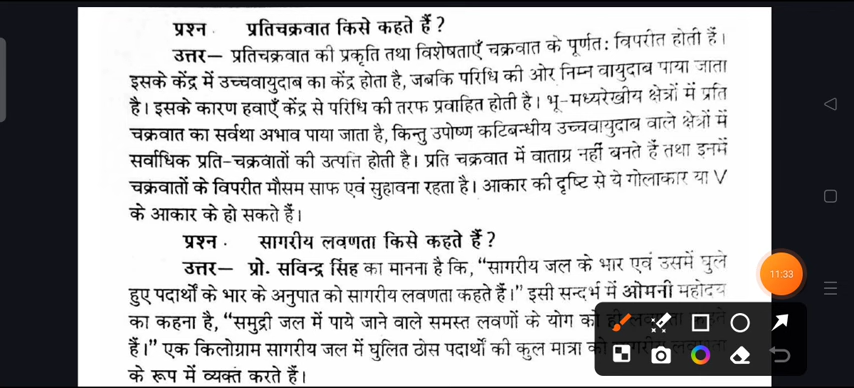 प्रश्न . प्रतिचक्रवात किसे कहते हैं ?
उत्तर— प्रतिचक्रवात की प्रकृति तथा विशेषताएँ चक्रवात के पूर्णत: विपरीत होती हैं।
इसके केंद्र में उच्चवायुदाब का केंद्र होता है, जबकि परिधि की ओर निम्न वायुदाब पाया जाता
है। इसके कारण हवाएँ केंद्र से परिधि की तरफ प्रवाहित होती है। भू-मध्यरेखीय क्षेत्रों में प्रति
चक्रवात का सर्वथा अभाव पाया जाता है, किन्तु उपोष्ण कटिबन्धीय उच्चवायुदाब वाले क्षेत्रों में
सर्वाधिक प्रति-चक्रवातों की उत्पत्ति होती है। प्रति चक्रवात में वाताग्र नहीं बनते हैं तथा इनमें
चक्रवातों के विपरीत मौसम साफ एवं सुहावना रहता है। आकार की दृष्टि से ये गोलाकार या V
के आकार के हो सकते हैं।
प्रश्न . सागरीय लवणता किसे कहते हैं ?
उत्तर— प्रो. सविन्द्र सिंह का मानना है कि, “सागरीय जल के भार एवं उसमें घुले
हुए पदार्थों के भार के अनुपात को सागरीय लवणता कहते हैं।” इसी सन्दर्भ में ओमनी महोदय
का कहना है, “समुद्री जल में पाये जाने वाले समस्त लवणों के योग को ही
हैं।” एक किलोग्राम सागरीय जल में घुलित ठोस पदार्थों की कुल मात्रा को
के रूप में व्यक्त करते हैं।
11:33